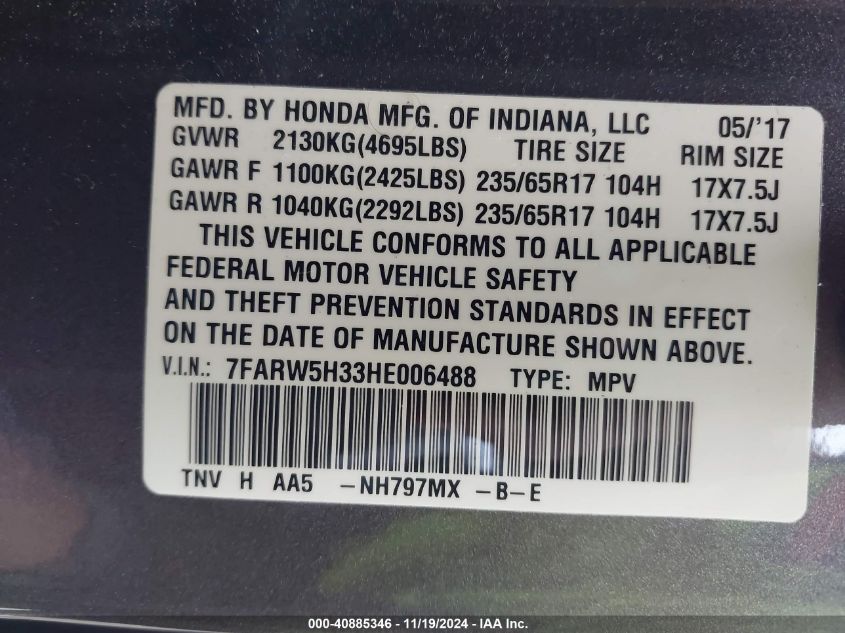 MFD. BY HONDA MFG. OF INDIANA, LLC 05/'17
GVWR 2130KG(4695LBS) TIRE SIZE RIM SIZE
GAWR F 1100KG(2425LBS) 235/65R17 104H 17X7.5J
GAWR R 1040KG(2292LBS) 235/65R17 104H 17X7.5J
THIS VEHICLE CONFORMS TO ALL APPLICABLE
FEDERAL MOTOR VEHICLE SAFETY
AND THEFT PREVENTION STANDARDS IN EFFECT
ON THE DATE OF MANUFACTURE SHOWN ABOVE.
V.I.N.: 7FARW5H33HE006488 TYPE: MPV
TNV H AA5 -NH797MX -B-E
000-40885346 - 11/19/2024 - IAA Inc.